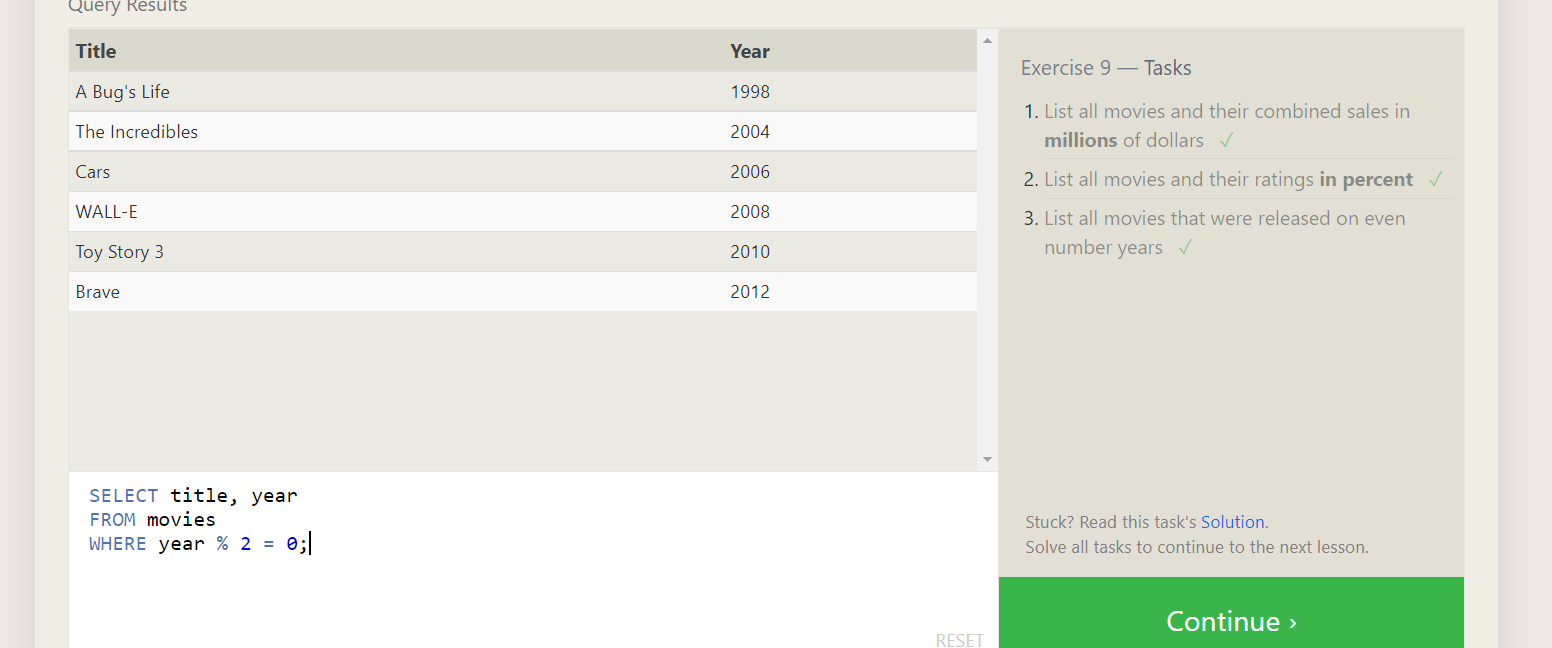 Query Results
Title Year
A Bug's Life 1998
The Incredibles 2004
Cars 2006
WALL-E 2008
Toy Story 3 2010
Brave 2012
SELECT title, year
FROM movies
WHERE year % 2 = 0;
RESET
Exercise 9 — Tasks
1. List all movies and their combined sales in
millions of dollars ✓
2. List all movies and their ratings in percent ✓
3. List all movies that were released on even
number years ✓
Stuck? Read this task's Solution.
Solve all tasks to continue to the next lesson.
Continue ›